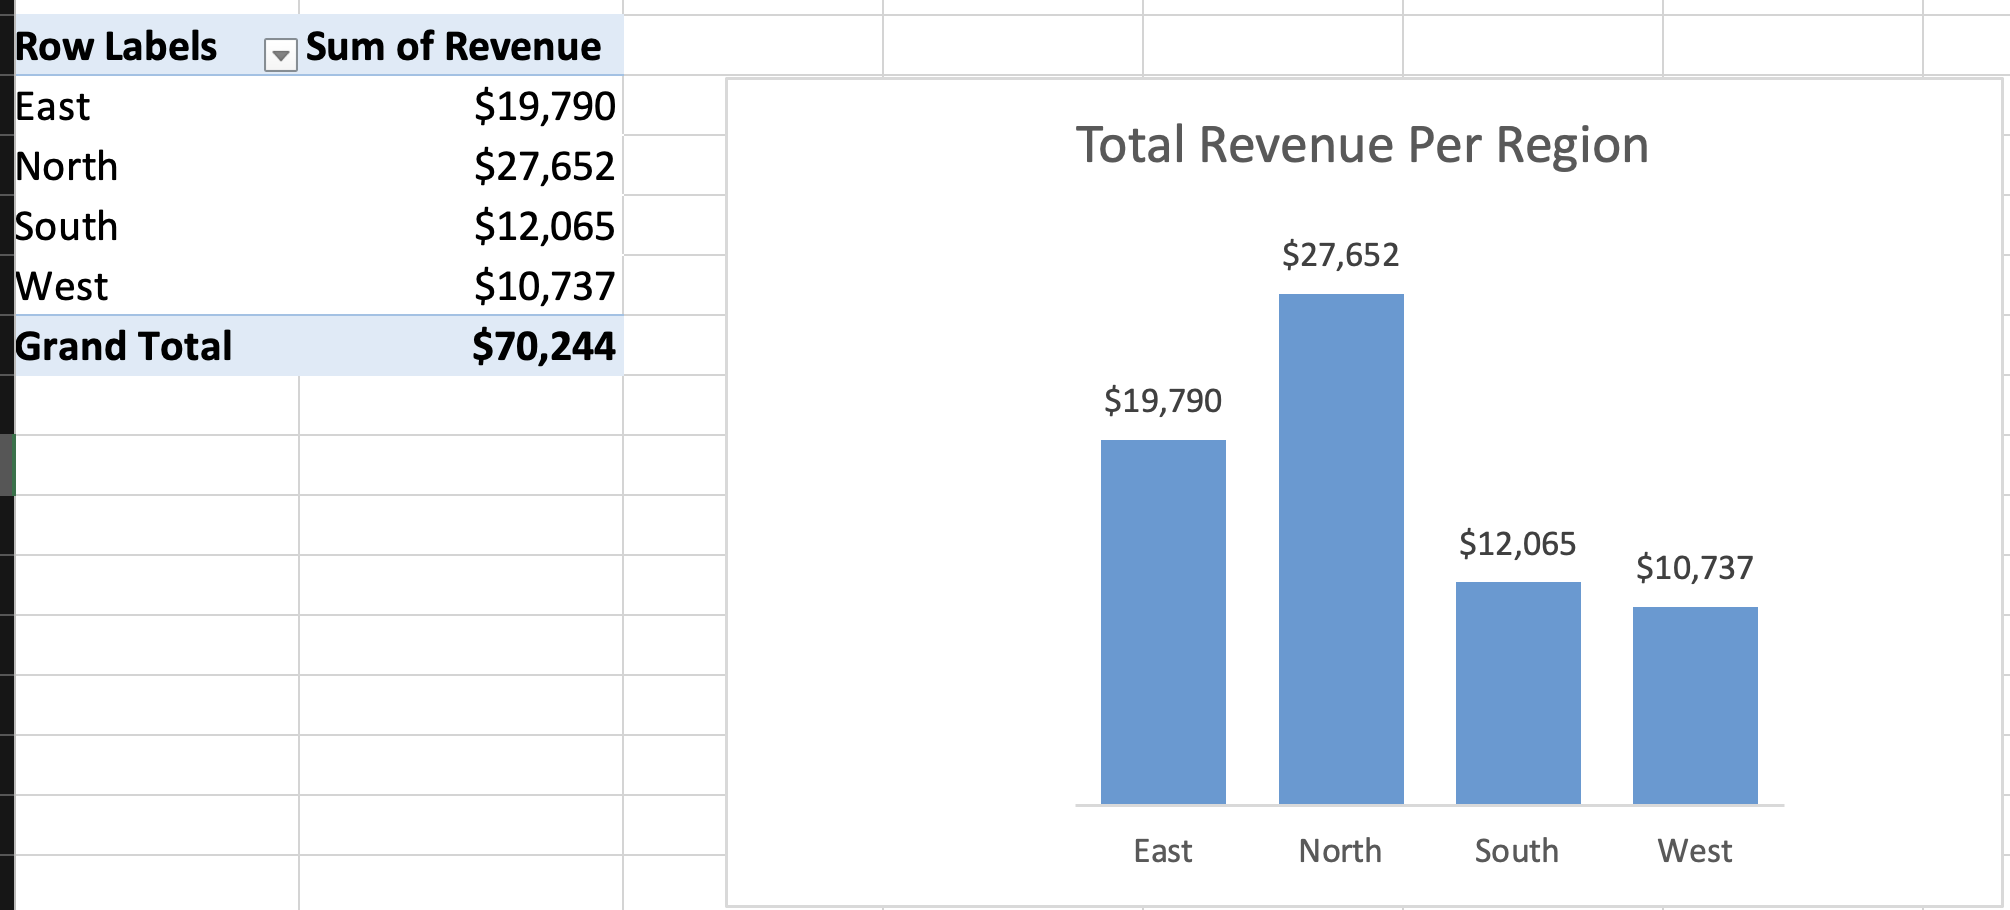 Row Labels Sum of Revenue
East $19,790
North $27,652
South $12,065
West $10,737
Grand Total $70,244
Total Revenue Per Region
$27,652
$19,790
$12,065
$10,737
East North South West